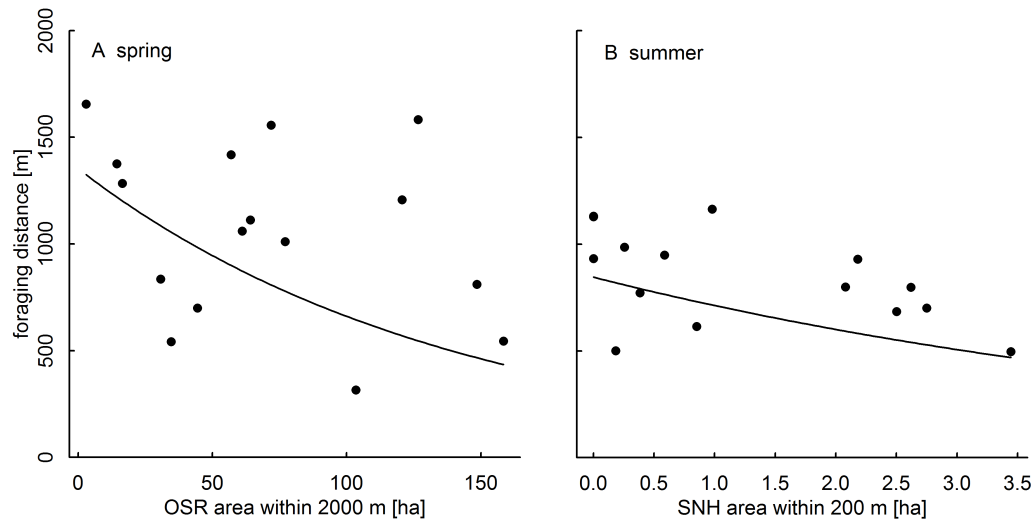 A spring
B summer
foraging distance [m]
2000
1500
1000
500
0
0 50 100 150
OSR area within 2000 m [ha]
0.0 0.5 1.0 1.5 2.0 2.5 3.0 3.5
SNH area within 200 m [ha]